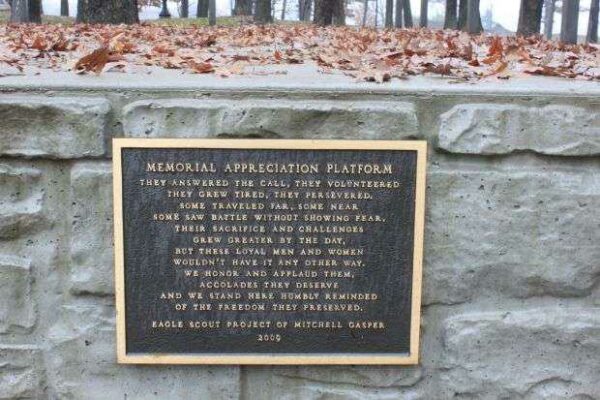 MEMORIAL APPRECIATION PLATFORM
THEY ANSWERED THE CALL, THEY VOLUNTEERED
THEY GREW TIRED, THEY PERSEVERED.
SOME TRAVELED FAR, SOME NEAR
SOME SAW BATTLE WITHOUT SHOWING FEAR,
THEIR SACRIFICE AND CHALLENGES
GREW GREATER BY THE DAY,
BUT THESE LOYAL MEN AND WOMEN
WOULDN'T HAVE IT ANY OTHER WAY.
WE HONOR AND APPLAUD THEM,
ACCOLADES THEY DESERVE
AND WE STAND HERE HUMBLY REMINDED
OF THE FREEDOM THEY PRESERVED.
EAGLE SCOUT PROJECT OF MITCHELL GASPER
2009